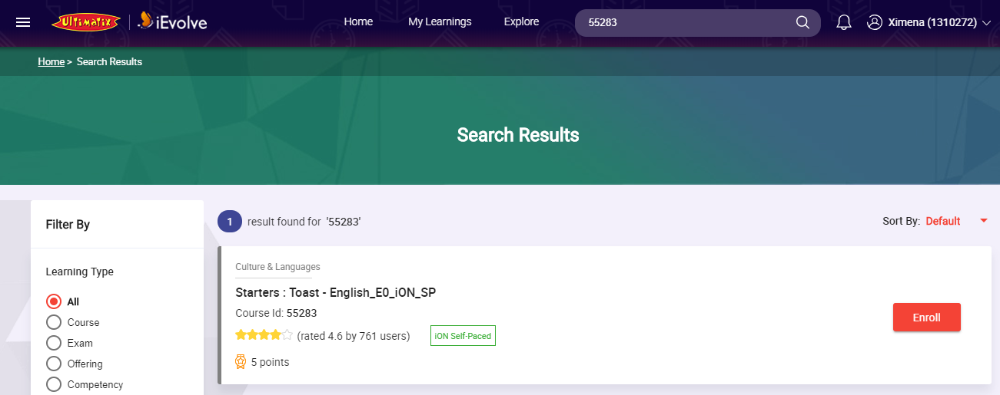 Ultimatix iEvolve Home My Learnings Explore 55283 Ximena (1310272)
Home > Search Results
Search Results
Filter By
1 result found for '55283'
Sort By: Default
Learning Type
All
Course
Exam
Offering
Competency
Culture & Languages
Starters : Toast - English_E0_iON_SP
Course Id: 55283
Enroll
(rated 4.6 by 761 users) iON Self-Paced
5 points